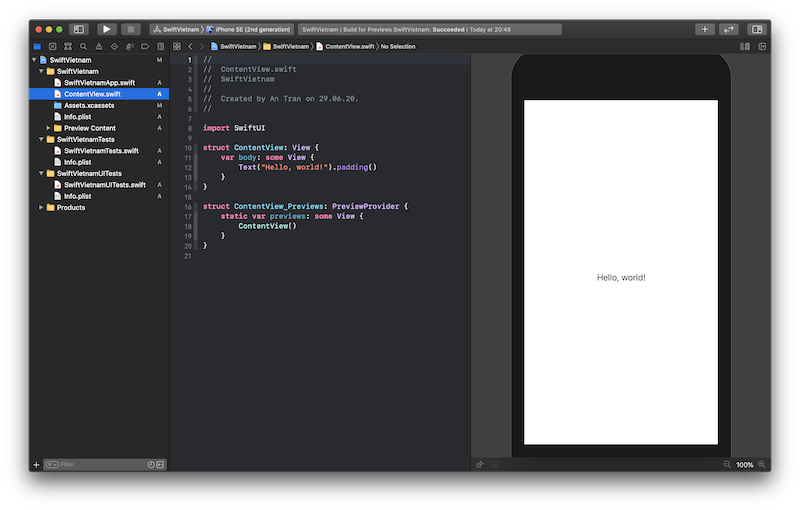 SwiftVietnam 〉 iPhone SE (2nd generation)
SwiftVietnam | Build for Previews SwiftVietnam: Succeeded | Today at 20:48
SwiftVietnam 〉 SwiftVietnam 〉 ContentView.swift 〉 No Selection
SwiftVietnam M
SwiftVietnam
SwiftVietnamApp.swift A
ContentView.swift A
Assets.xcassets M
Info.plist A
Preview Content A
SwiftVietnamTests
SwiftVietnamTests.swift A
Info.plist A
SwiftVietnamUITests
SwiftVietnamUITests.swift A
Info.plist A
Products
Filter
1 //
2 // ContentView.swift
3 // SwiftVietnam
4 //
5 // Created by An Tran on 29.06.20.
6 //
7
8 import SwiftUI
9
10 struct ContentView: View {
11 var body: some View {
12 Text("Hello, world!").padding()
13 }
14 }
15
16 struct ContentView_Previews: PreviewProvider {
17 static var previews: some View {
18 ContentView()
19 }
20 }
21
Hello, world!
100%